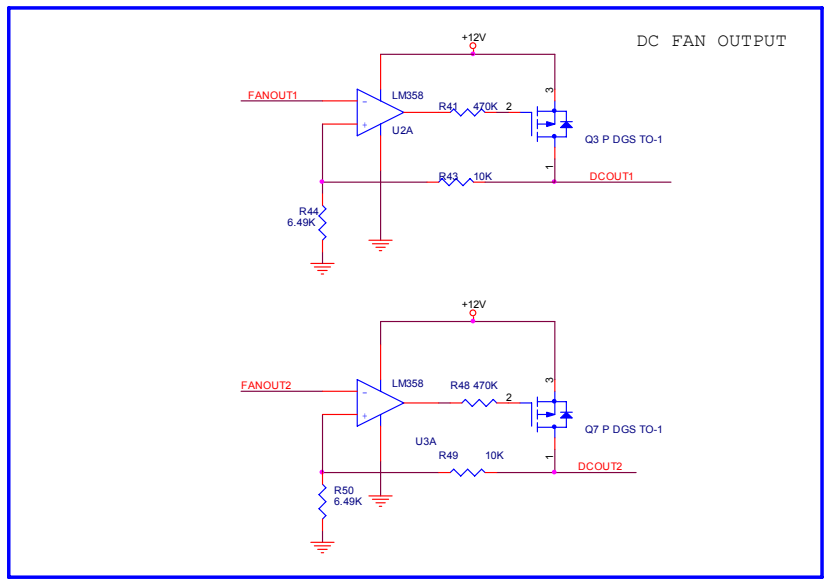 DC FAN OUTPUT
+12V
FANOUT1
LM358
-
+
U2A
R41 470K
2
3
Q3 P DGS TO-1
1
R43 10K
DCOUT1
R44
6.49K
+12V
FANOUT2
LM358
-
+
U3A
R48 470K
2
3
Q7 P DGS TO-1
1
R49 10K
DCOUT2
R50
6.49K